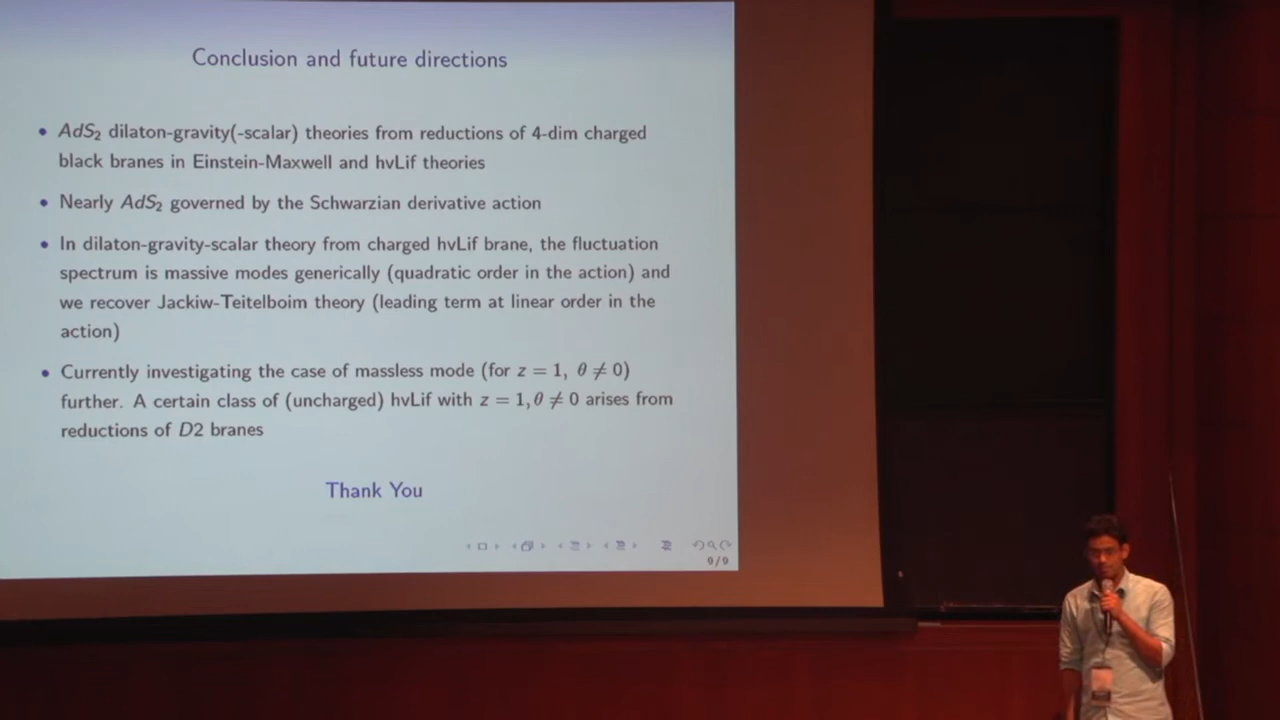 Conclusion and future directions
• AdS₂ dilaton-gravity(-scalar) theories from reductions of 4-dim charged
black branes in Einstein-Maxwell and hvLif theories
• Nearly AdS₂ governed by the Schwarzian derivative action
• In dilaton-gravity-scalar theory from charged hvLif brane, the fluctuation
spectrum is massive modes generically (quadratic order in the action) and
we recover Jackiw-Teitelboim theory (leading term at linear order in the
action)
• Currently investigating the case of massless mode (for z = 1, θ ≠ 0)
further. A certain class of (uncharged) hvLif with z = 1, θ ≠ 0 arises from
reductions of D2 branes
Thank You
9/9